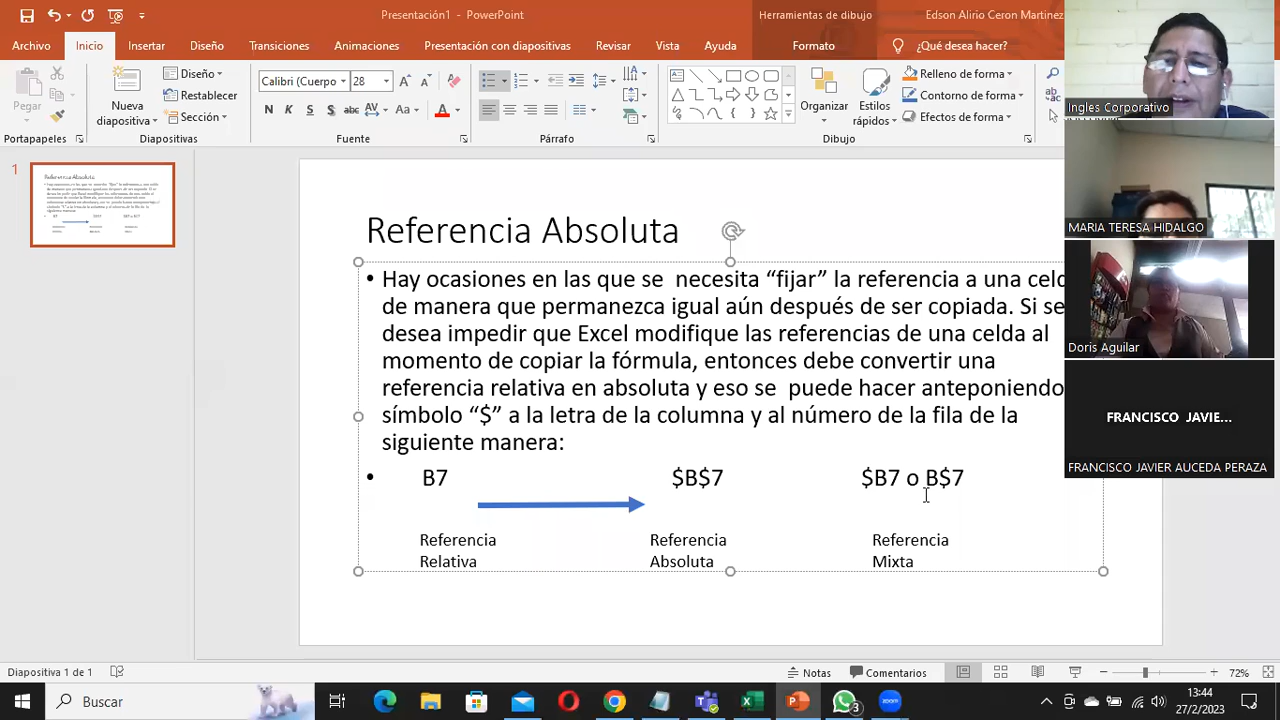 Presentación1 - PowerPoint
Herramientas de dibujo
Edson Alirio Ceron Martinez
Archivo
Inicio
Insertar
Diseño
Transiciones
Animaciones
Presentación con diapositivas
Revisar
Vista
Ayuda
Formato
¿Qué desea hacer?
Pegar
Nueva
diapositiva
Diseño
Restablecer
Sección
Calibri (Cuerpo
28
N K S S abc AV Aa A
Organizar
Estilos
rápidos
Relleno de forma
Contorno de forma
Efectos de forma
Portapapeles
Diapositivas
Fuente
Párrafo
Dibujo
Ingles Corporativo
MARIA TERESA HIDALGO
Doris Aguilar
FRANCISCO JAVIE...
FRANCISCO JAVIER AUCEDA PERAZA
1
Referencia Absoluta
• Hay ocasiones en las que se necesita “fijar” la referencia a una celd
de manera que permanezca igual aún después de ser copiada. Si se
desea impedir que Excel modifique las referencias de una celda al
momento de copiar la fórmula, entonces debe convertir una
referencia relativa en absoluta y eso se puede hacer anteponiendo
símbolo “$” a la letra de la columna y al número de la fila de la
siguiente manera:
• B7 $B$7 $B7 o B$7
Referencia Referencia Referencia
Relativa Absoluta Mixta
Diapositiva 1 de 1
Notas
Comentarios
72%
Buscar
3
zoom
13:44
27/2/2023